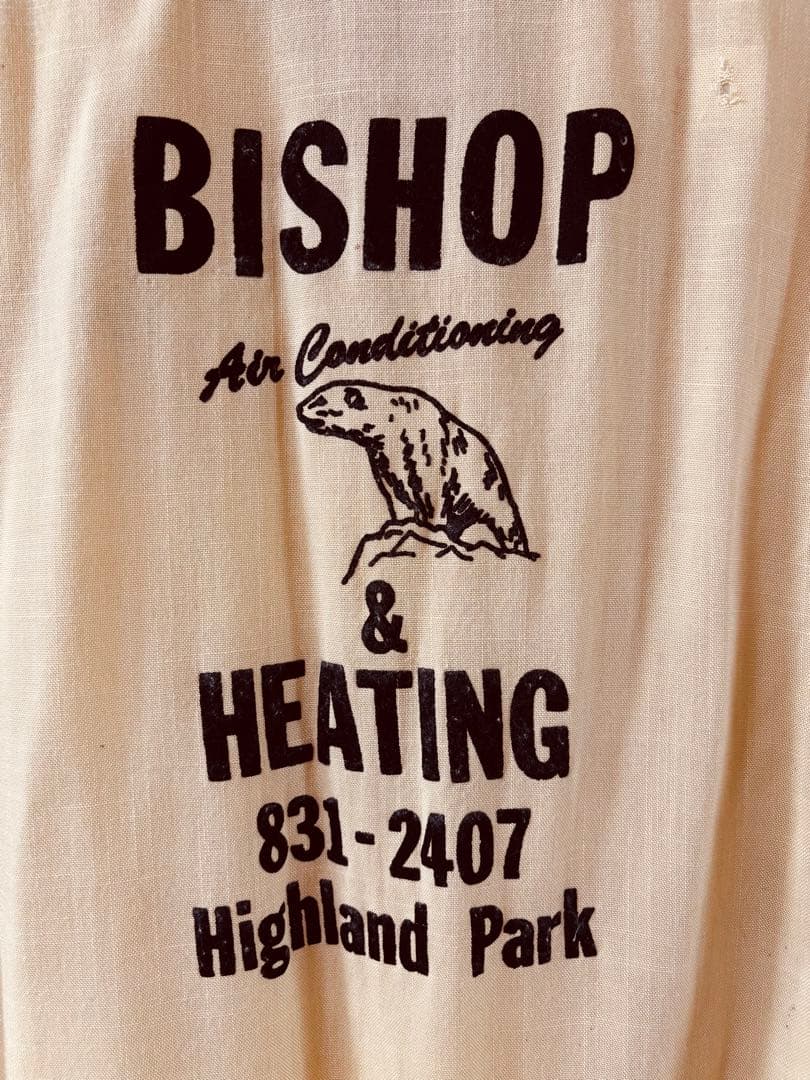 BISHOP
Air Conditioning
&
HEATING
831-2407
Highland Park